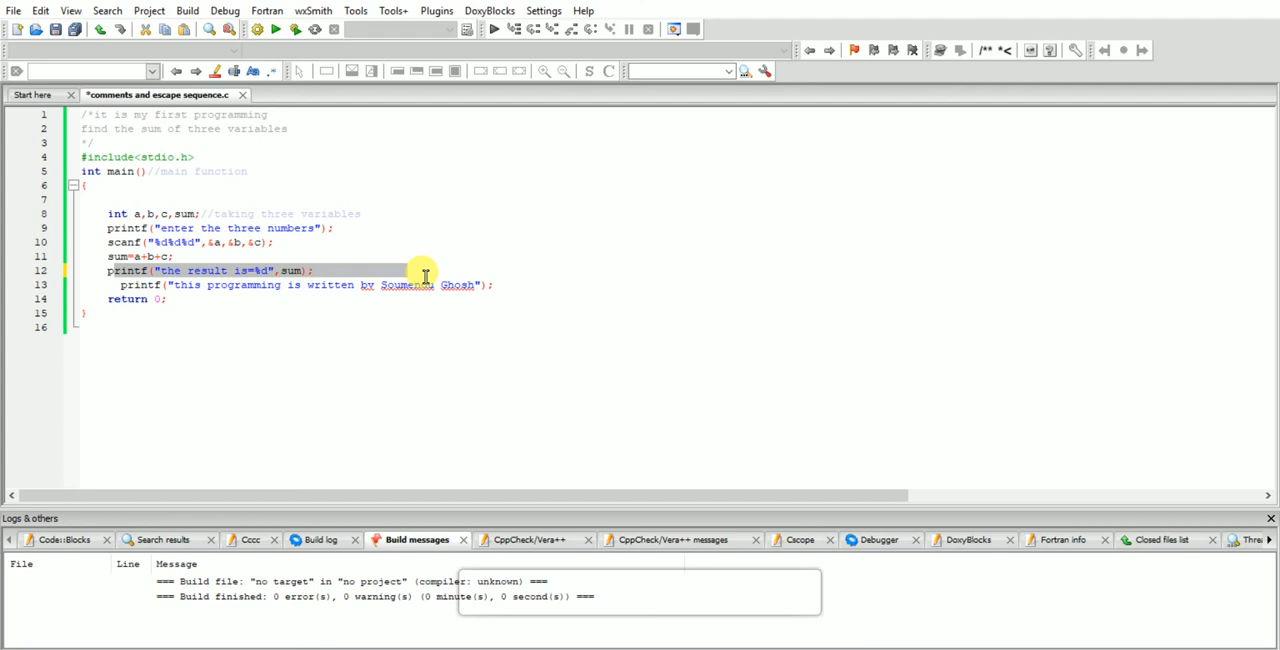 File Edit View Search Project Build Debug Fortran wxSmith Tools Tools+ Plugins DoxyBlocks Settings Help
/** *<
S C
Start here *comments and escape sequence.c
1 /*it is my first programming
2 find the sum of three variables
3 */
4 #include<stdio.h>
5 int main()//main function
6 {
7
8 int a,b,c,sum;//taking three variables
9 printf("enter the three numbers");
10 scanf("%d%d%d",&a,&b,&c);
11 sum=a+b+c;
12 printf("the result is=%d",sum);
13 printf("this programming is written by Soumendu Ghosh");
14 return 0;
15 }
16
Logs & others
Code::Blocks Search results Cccc Build log Build messages CppCheck/Vera++ CppCheck/Vera++ messages Cscope Debugger DoxyBlocks Fortran info Closed files list
File Line Message
=== Build file: "no target" in "no project" (compiler: unknown) ===
=== Build finished: 0 error(s), 0 warning(s) (0 minute(s), 0 second(s)) ===